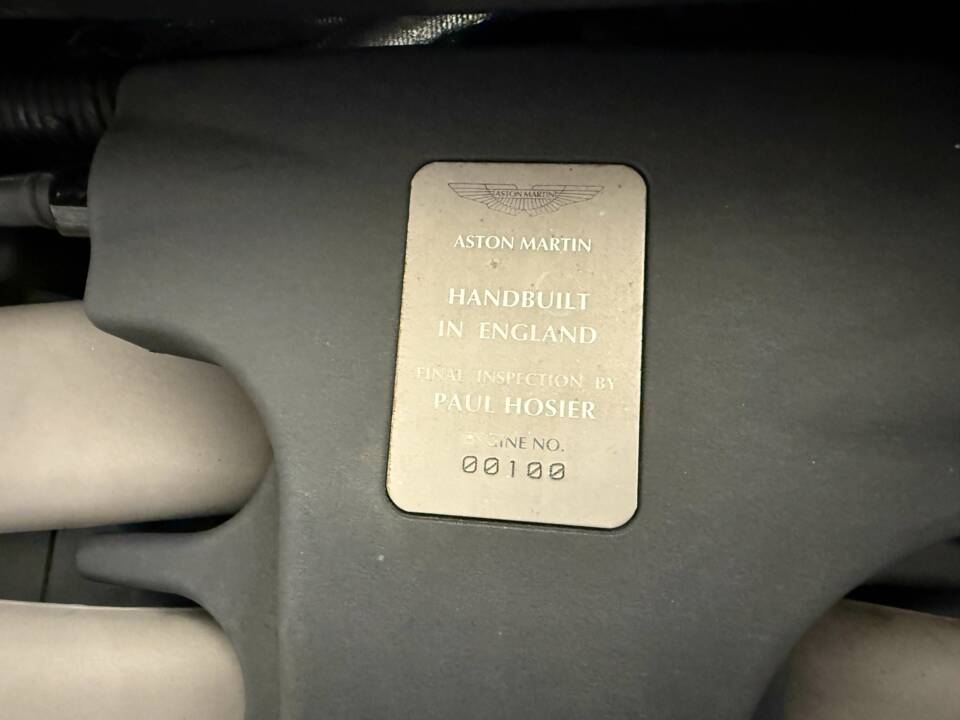 ASTON MARTIN
ASTON MARTIN
HANDBUILT
IN ENGLAND
FINAL INSPECTION BY
PAUL HOSIER
ENGINE NO.
00100